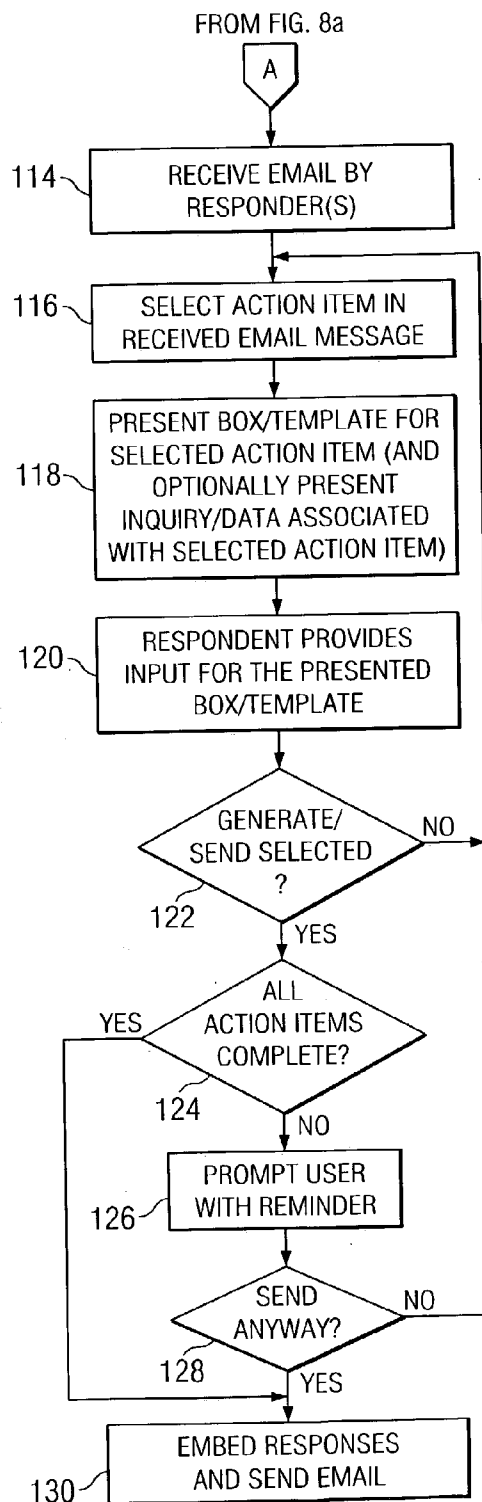 FROM FIG. 8a
A
114
RECEIVE EMAIL BY
RESPONDER(S)
116
SELECT ACTION ITEM IN
RECEIVED EMAIL MESSAGE
118
PRESENT BOX/TEMPLATE FOR
SELECTED ACTION ITEM (AND
OPTIONALLY PRESENT
INQUIRY/DATA ASSOCIATED
WITH SELECTED ACTION ITEM)
120
RESPONDENT PROVIDES
INPUT FOR THE PRESENTED
BOX/TEMPLATE
GENERATE/
SEND SELECTED
?
NO
122
YES
ALL
ACTION ITEMS
COMPLETE?
YES
124
NO
PROMPT USER
WITH REMINDER
126
SEND
ANYWAY?
NO
128
YES
EMBED RESPONSES
AND SEND EMAIL
130